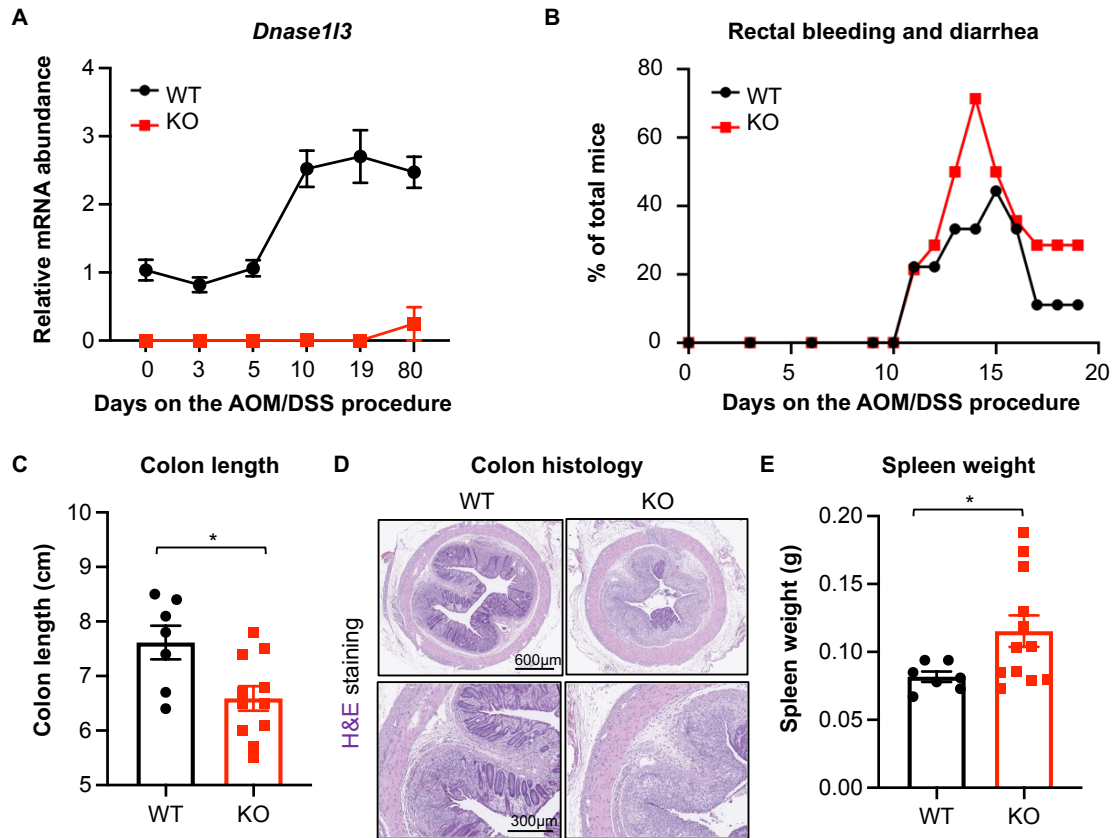 A
Dnase1l3
WT
KO
Relative mRNA abundance
4
3
2
1
0
0 3 5 10 19 80
Days on the AOM/DSS procedure
B
Rectal bleeding and diarrhea
WT
KO
% of total mice
80
60
40
20
0
0 5 10 15 20
Days on the AOM/DSS procedure
C
Colon length
*
Colon length (cm)
10
9
8
7
6
5
WT KO
D
Colon histology
WT KO
H&E staining
600µm
300µm
E
Spleen weight
*
Spleen weight (g)
0.20
0.15
0.10
0.05
0.00
WT KO